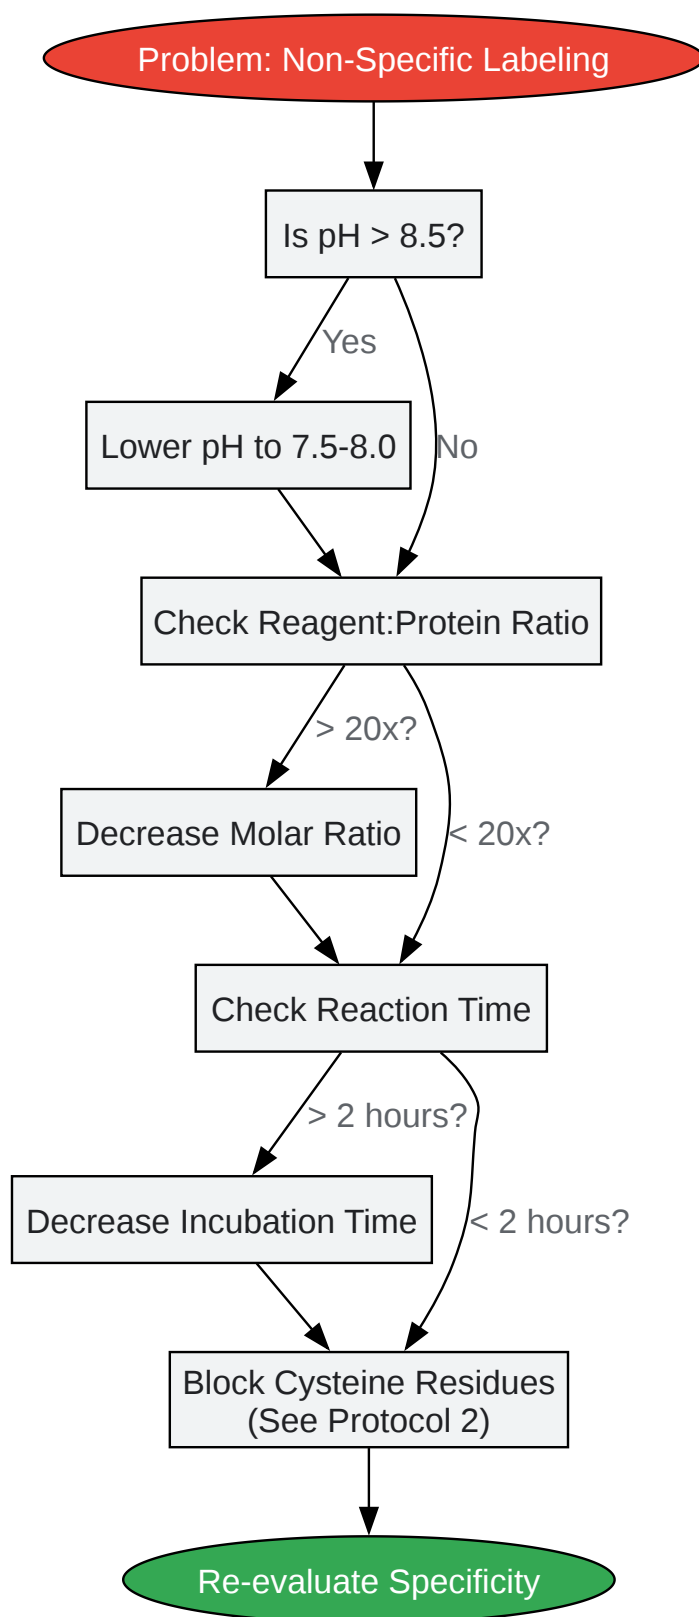 Problem: Non-Specific Labeling
Is pH > 8.5?
Yes
Lower pH to 7.5-8.0
No
Check Reagent:Protein Ratio
> 20x?
Decrease Molar Ratio
< 20x?
Check Reaction Time
> 2 hours?
Decrease Incubation Time
< 2 hours?
Block Cysteine Residues
(See Protocol 2)
Re-evaluate Specificity